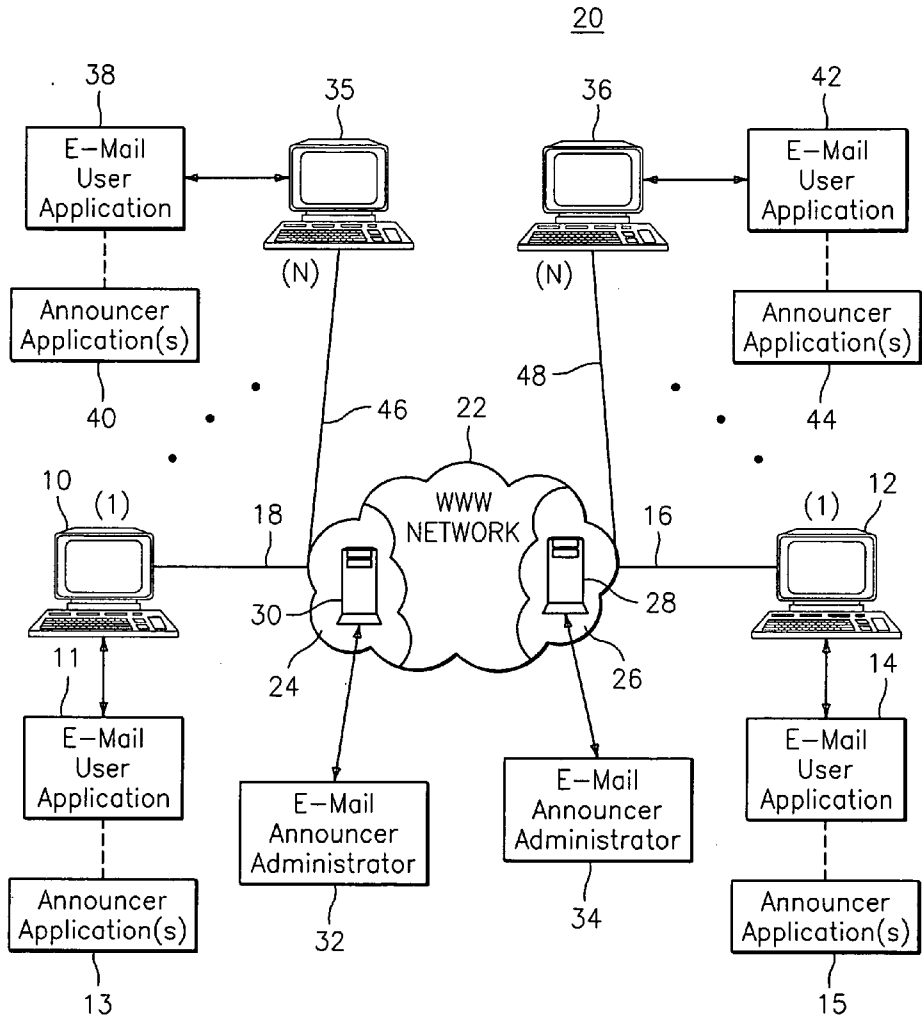 20
38
35
36
42
E-Mail
User
Application
E-Mail
User
Application
(N)
(N)
Announcer
Application(s)
Announcer
Application(s)
40
46
22
48
44
10
(1)
18
WWW
NETWORK
16
(1)
12
30
28
11
24
26
14
E-Mail
User
Application
E-Mail
Announcer
Administrator
E-Mail
Announcer
Administrator
E-Mail
User
Application
Announcer
Application(s)
32
34
Announcer
Application(s)
13
15